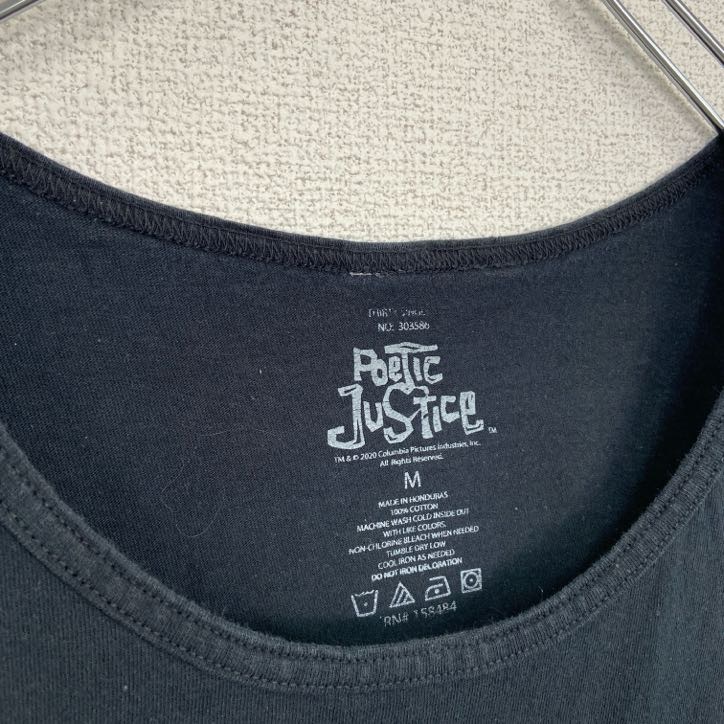 NO: 303586
Poetic
Justice ™
TM & © 2020 Columbia Pictures Industries, Inc.
All Rights Reserved.
M
MADE IN HONDURAS
100% COTTON
MACHINE WASH COLD INSIDE OUT
WITH LIKE COLORS.
NON-CHLORINE BLEACH WHEN NEEDED
TUMBLE DRY LOW
COOL IRON AS NEEDED
DO NOT IRON DELORATION
RN# 158484